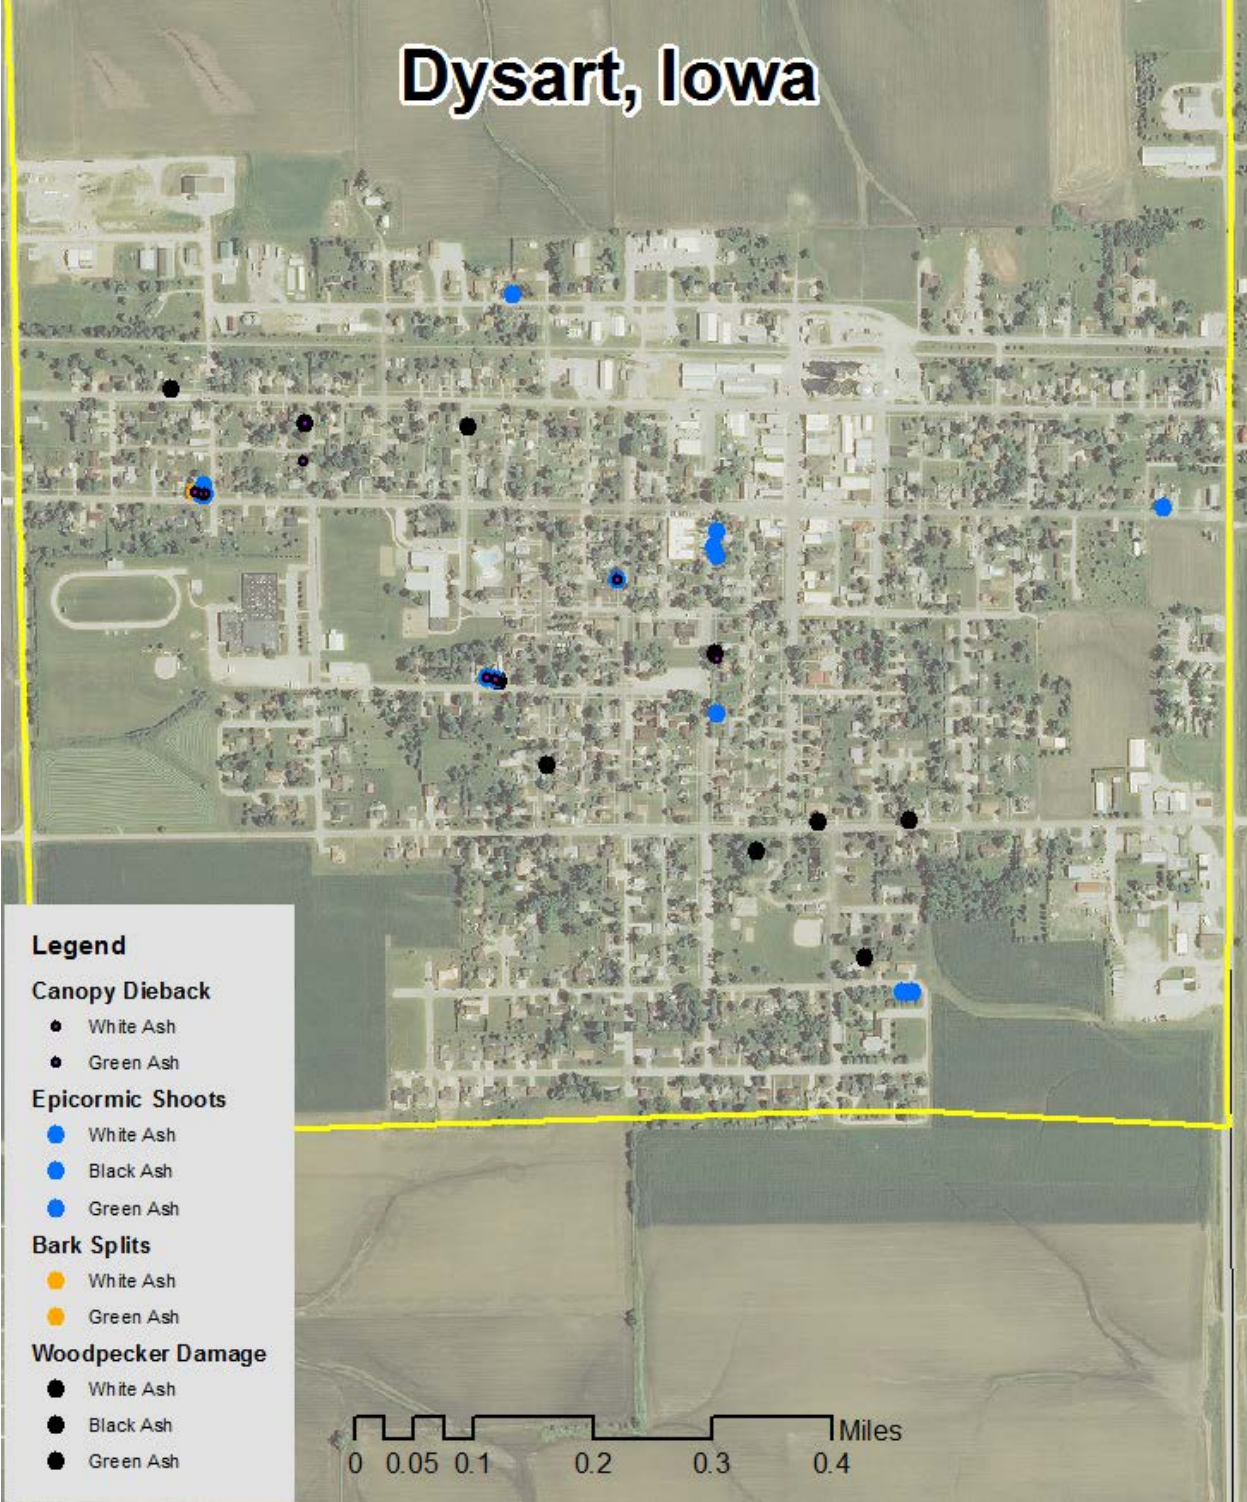 Dysart, Iowa
Legend
Canopy Dieback
White Ash
Green Ash
Epicormic Shoots
White Ash
Black Ash
Green Ash
Bark Splits
White Ash
Green Ash
Woodpecker Damage
White Ash
Black Ash
Green Ash
Miles
0 0.05 0.1 0.2 0.3 0.4